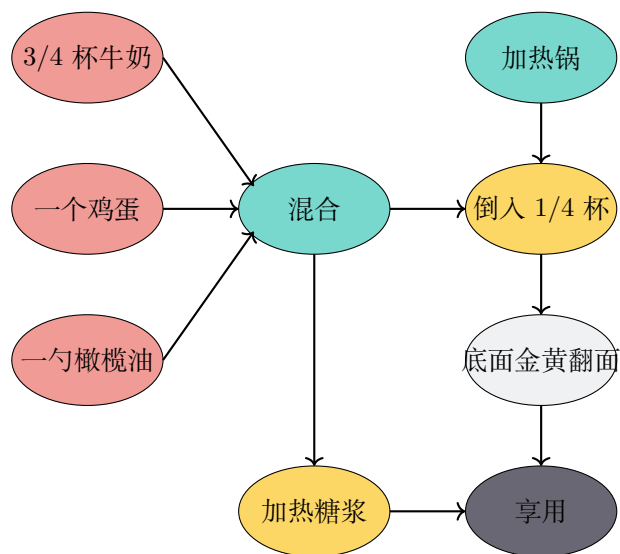 3/4 杯牛奶
加热锅
一个鸡蛋
混合
倒入 1/4 杯
一勺橄榄油
底面金黄翻面
加热糖浆
享用